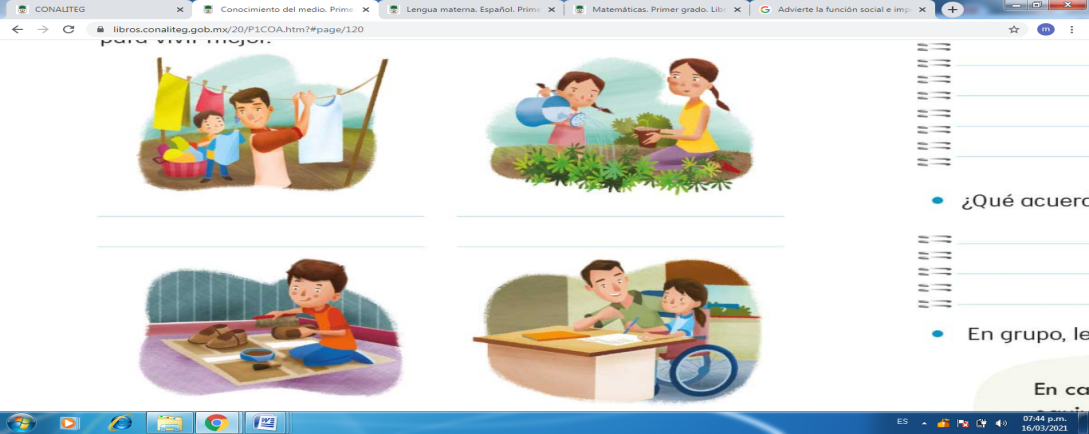 CONALITEG
Conocimiento del medio. Prime
Lengua materna. Español. Prime
Matemáticas. Primer grado. Lib
Advierte la función social e imp
libros.conaliteg.gob.mx/20/P1COA.htm?#page/120
m
para vivir mejor.
¿Qué acuerd
En grupo, le
En ca
ES
07:44 p.m.
16/03/2021